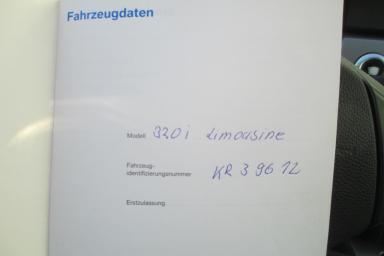 Fahrzeugdaten
Modell 320i Limousine
Fahrzeug-
identifizierungsnummer KR 39612
Erstzulassung